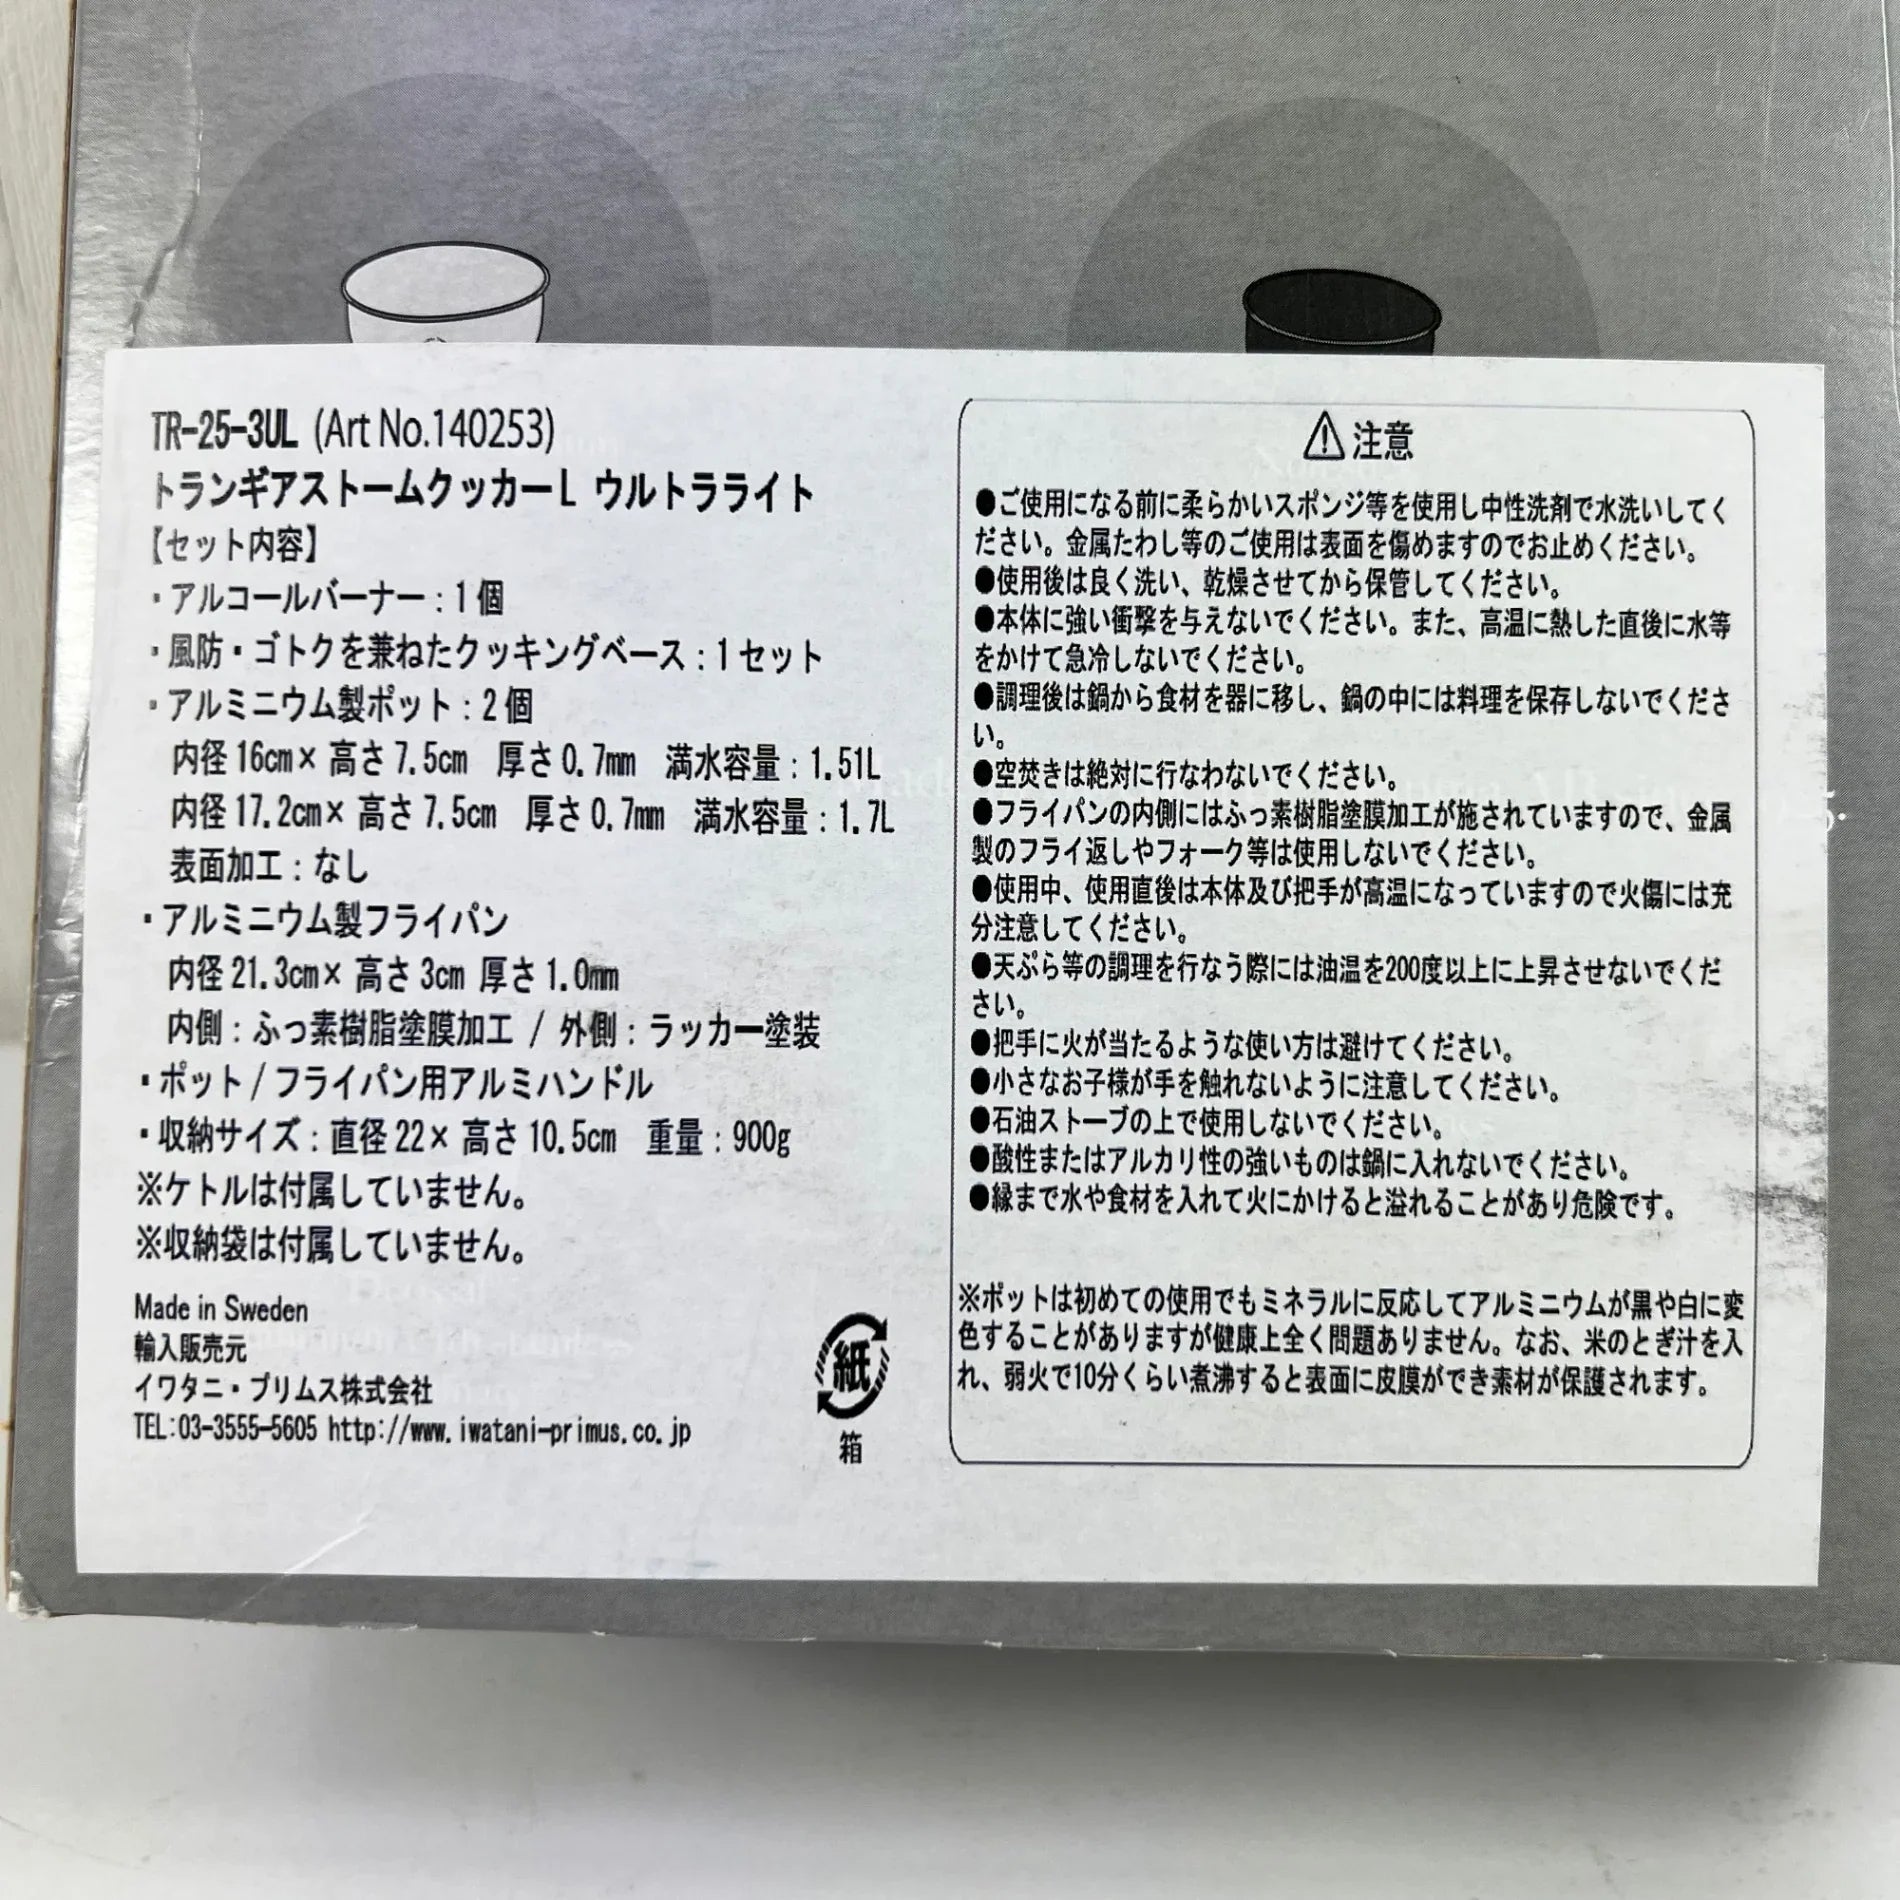 TR-25-3UL (Art No.140253)
トランギアストームクッカーL ウルトラライト
【セット内容】
・アルコールバーナー：1個
・風防・ゴトクを兼ねたクッキングベース：1セット
・アルミニウム製ポット：2個
内径16cm×高さ7.5cm 厚さ0.7mm 満水容量：1.51L
内径17.2cm×高さ7.5cm 厚さ0.7mm 満水容量：1.7L
表面加工：なし
・アルミニウム製フライパン
内径21.3cm×高さ3cm 厚さ1.0mm
内側：ふっ素樹脂塗膜加工 / 外側：ラッカー塗装
・ポット/フライパン用アルミハンドル
・収納サイズ：直径22×高さ10.5cm 重量：900g
※ケトルは付属していません。
※収納袋は付属していません。
Made in Sweden
輸入販売元
イワタニ・プリムス株式会社
TEL:03-3555-5605 http://www.iwatani-primus.co.jp
紙
箱
⚠注意
●ご使用になる前に柔らかいスポンジ等を使用し中性洗剤で水洗いしてく
ださい。金属たわし等のご使用は表面を傷めますのでお止めください。
●使用後は良く洗い、乾燥させてから保管してください。
●本体に強い衝撃を与えないでください。また、高温に熱した直後に水等
をかけて急冷しないでください。
●調理後は鍋から食材を器に移し、鍋の中には料理を保存しないでくださ
い。
●空焚きは絶対に行なわないでください。
●フライパンの内側にはふっ素樹脂塗膜加工が施されていますので、金属
製のフライ返しやフォーク等は使用しないでください。
●使用中、使用直後は本体及び把手が高温になっていますので火傷には充
分注意してください。
●天ぷら等の調理を行なう際には油温を200度以上に上昇させないでくだ
さい。
●把手に火が当たるような使い方は避けてください。
●小さなお子様が手を触れないように注意してください。
●石油ストーブの上で使用しないでください。
●酸性またはアルカリ性の強いものは鍋に入れないでください。
●縁まで水や食材を入れて火にかけると溢れることがあり危険です。
※ポットは初めての使用でもミネラルに反応してアルミニウムが黒や白に変
色することがありますが健康上全く問題ありません。なお、米のとぎ汁を入
れ、弱火で10分くらい煮沸すると表面に皮膜ができ素材が保護されます。